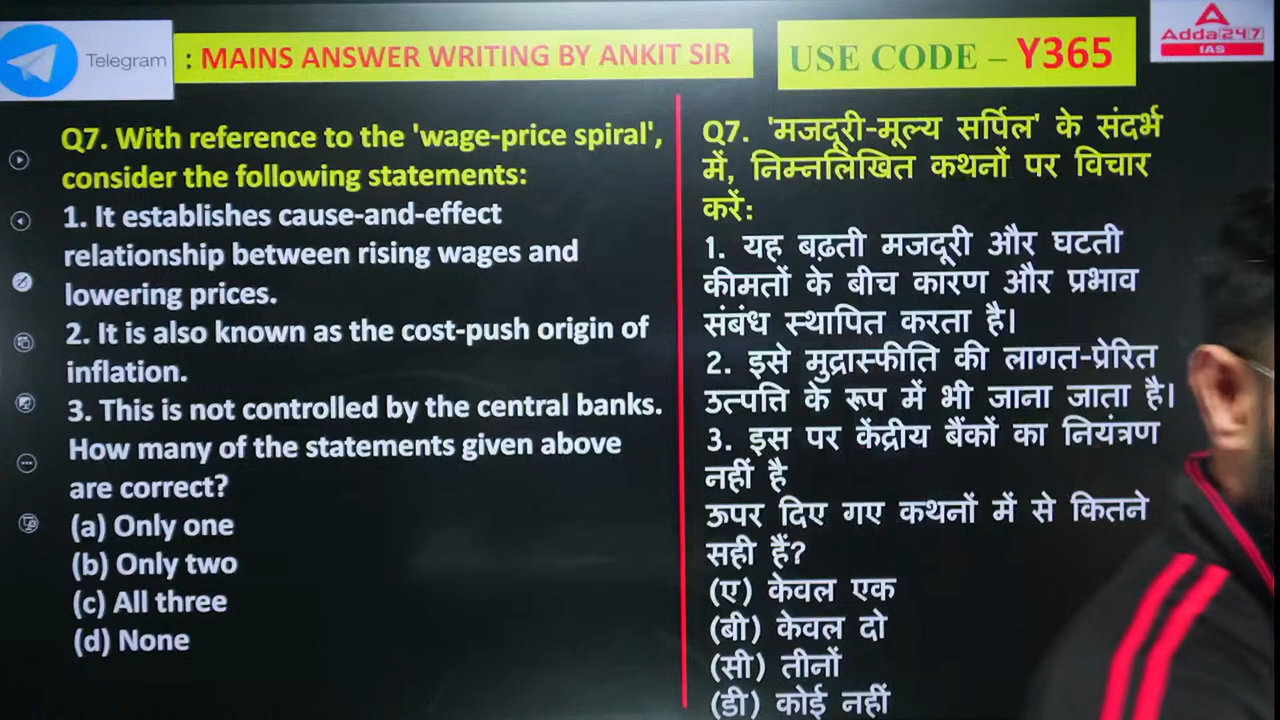 Telegram
: MAINS ANSWER WRITING BY ANKIT SIR
USE CODE – Y365
Adda247
IAS
Q7. With reference to the 'wage-price spiral',
consider the following statements:
1. It establishes cause-and-effect
relationship between rising wages and
lowering prices.
2. It is also known as the cost-push origin of
inflation.
3. This is not controlled by the central banks.
How many of the statements given above
are correct?
(a) Only one
(b) Only two
(c) All three
(d) None
Q7. 'मजदूरी-मूल्य सर्पिल' के संदर्भ
में, निम्नलिखित कथनों पर विचार
करें:
1. यह बढ़ती मजदूरी और घटती
कीमतों के बीच कारण और प्रभाव
संबंध स्थापित करता है।
2. इसे मुद्रास्फीति की लागत-प्रेरित
उत्पत्ति के रूप में भी जाना जाता है।
3. इस पर केंद्रीय बैंकों का नियंत्रण
नहीं है
ऊपर दिए गए कथनों में से कितने
सही हैं?
(ए) केवल एक
(बी) केवल दो
(सी) तीनों
(डी) कोई नहीं